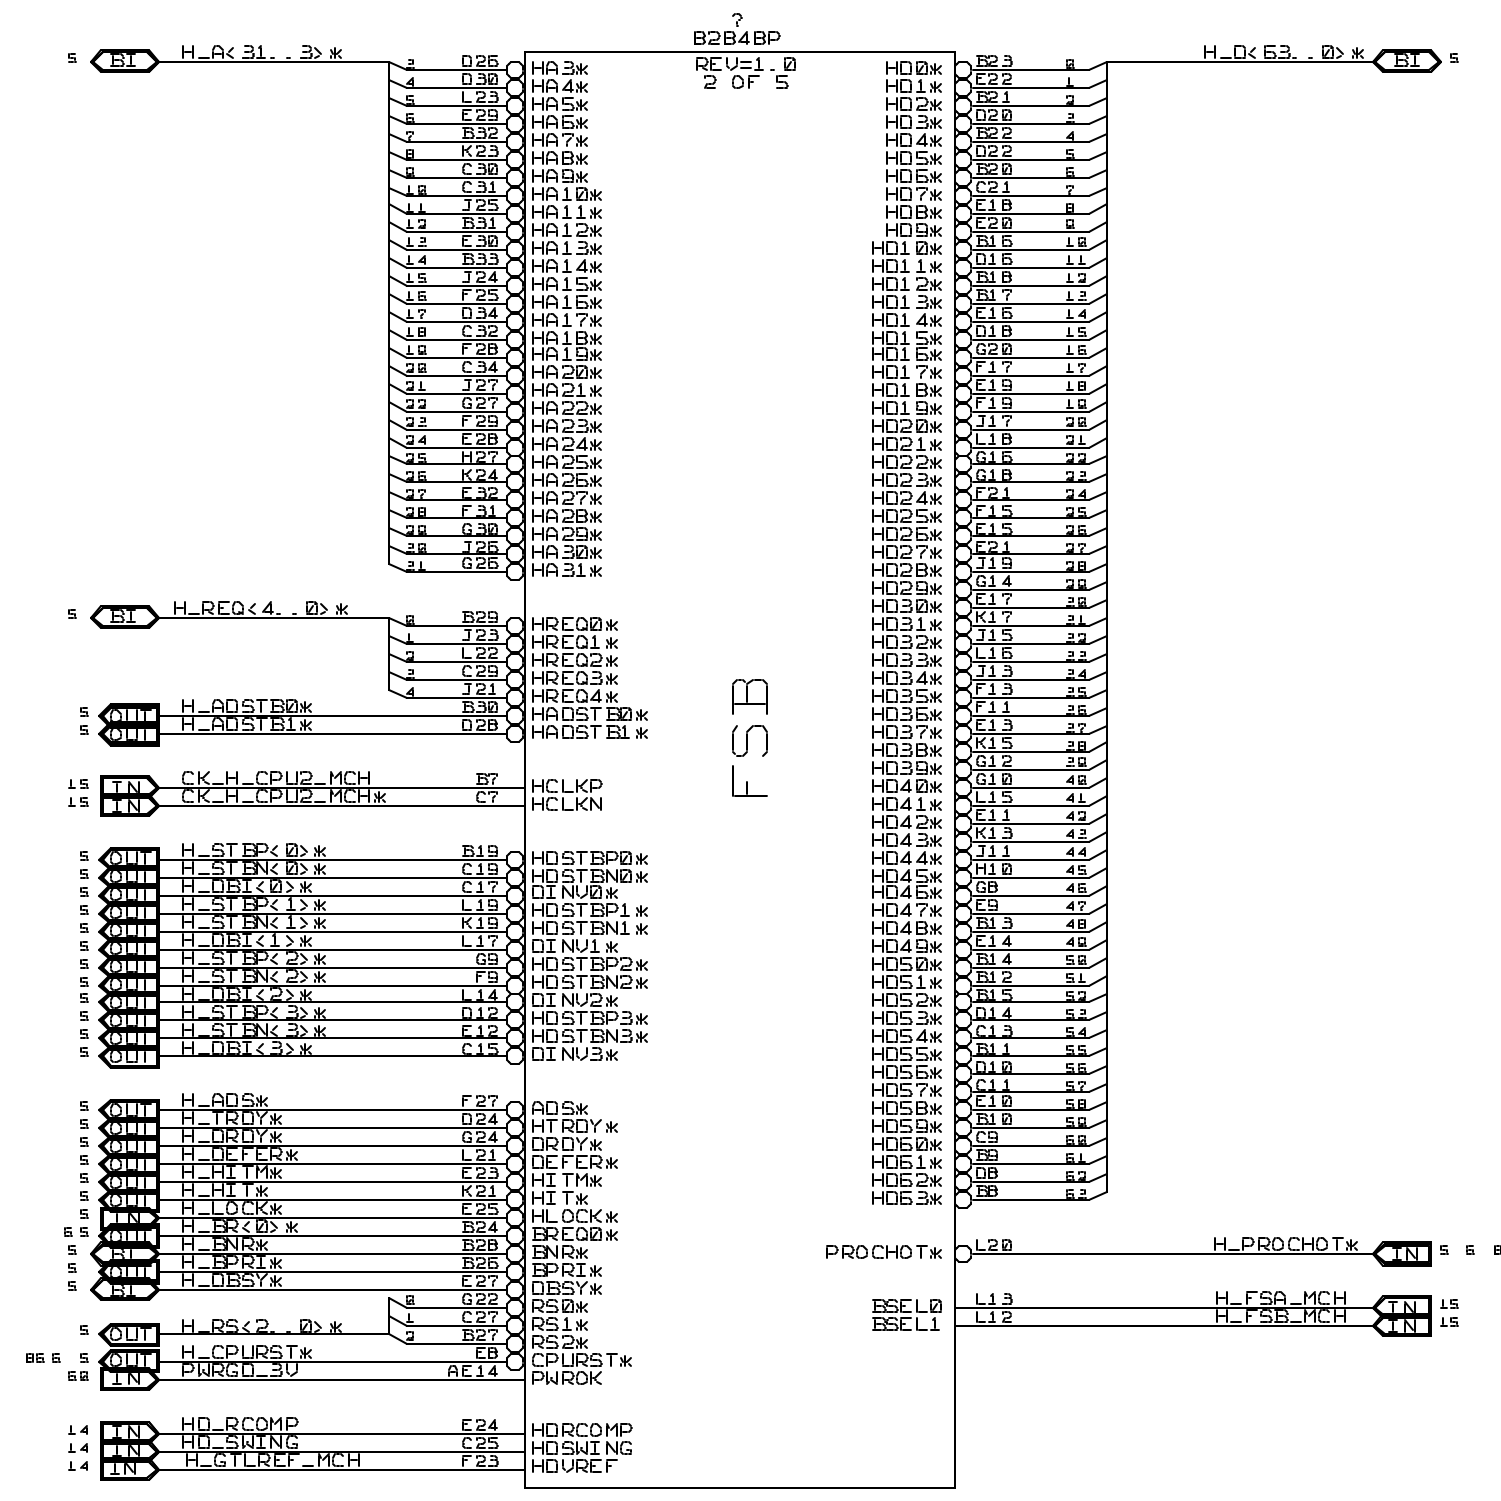 ?
B2B4BP
5 BI H_A<31..3>* REV=1.0 H_D<63..0>* BI 5
2 OF 5
3 D26 HA3* HD0* B23 0
4 D30 HA4* HD1* E22 1
5 L23 HA5* HD2* B21 2
6 E29 HA6* HD3* D20 3
7 B32 HA7* HD4* B22 4
8 K23 HA8* HD5* D22 5
9 C30 HA9* HD6* B20 6
10 C31 HA10* HD7* C21 7
11 J25 HA11* HD8* E18 8
12 B31 HA12* HD9* E20 9
13 E30 HA13* HD10* B16 10
14 B33 HA14* HD11* D16 11
15 J24 HA15* HD12* B18 12
16 F25 HA16* HD13* B17 13
17 D34 HA17* HD14* E16 14
18 C32 HA18* HD15* D18 15
19 F28 HA19* HD16* G20 16
20 C34 HA20* HD17* F17 17
21 J27 HA21* HD18* E19 18
22 G27 HA22* HD19* F19 19
23 F29 HA23* HD20* J17 20
24 E28 HA24* HD21* L18 21
25 H27 HA25* HD22* G16 22
26 K24 HA26* HD23* G18 23
27 E32 HA27* HD24* F21 24
28 F31 HA28* HD25* F15 25
29 G30 HA29* HD26* E15 26
30 J26 HA30* HD27* E21 27
31 G26 HA31* HD28* J19 28
HD29* G14 29
HD30* E17 30
5 BI H_REQ<4..0>*
0 B29 HREQ0* HD31* K17 31
1 J23 HREQ1* HD32* J15 32
2 L22 HREQ2* HD33* L16 33
3 C29 HREQ3* HD34* J13 34
4 J21 HREQ4* HD35* F13 35
5 OUT H_ADSTB0* B30 HADSTB0* HD36* F11 36
5 OUT H_ADSTB1* D28 HADSTB1* HD37* E13 37
FSB
HD38* K15 38
HD39* G12 39
15 IN CK_H_CPU2_MCH B7 HCLKP HD40* G10 40
15 IN CK_H_CPU2_MCH* C7 HCLKN HD41* L15 41
HD42* E11 42
HD43* K13 43
5 OUT H_STBP<0>* B19 HDSTBP0* HD44* J11 44
5 OUT H_STBN<0>* C19 HDSTBN0* HD45* H10 45
5 OUT H_DBI<0>* C17 DINV0* HD46* G8 46
5 OUT H_STBP<1>* L19 HDSTBP1* HD47* E9 47
5 OUT H_STBN<1>* K19 HDSTBN1* HD48* B13 48
5 OUT H_DBI<1>* L17 DINV1* HD49* E14 49
5 OUT H_STBP<2>* G9 HDSTBP2* HD50* B14 50
5 OUT H_STBN<2>* F9 HDSTBN2* HD51* B12 51
5 OUT H_DBI<2>* L14 DINV2* HD52* B15 52
5 OUT H_STBP<3>* D12 HDSTBP3* HD53* D14 53
5 OUT H_STBN<3>* E12 HDSTBN3* HD54* C13 54
5 OUT H_DBI<3>* C15 DINV3* HD55* B11 55
HD56* D10 56
HD57* C11 57
5 OUT H_ADS* F27 ADS* HD58* E10 58
5 OUT H_TRDY* D24 HTRDY* HD59* B10 59
5 OUT H_DRDY* G24 DRDY* HD60* C9 60
5 OUT H_DEFER* L21 DEFER* HD61* B9 61
5 OUT H_HITM* E23 HITM* HD62* D8 62
5 OUT H_HIT* K21 HIT* HD63* B8 63
5 IN H_LOCK* E25 HLOCK*
6 5 OUT H_BR<0>* B24 BREQ0*
5 BI H_BNR* B28 BNR* PROCHOT* L20 H_PROCHOT* IN 5 6 8
5 OUT H_BPRI* B26 BPRI*
5 BI H_DBSY* E27 DBSY*
0 G22 RS0* BSEL0 L13 H_FSA_MCH IN 15
1 C27 RS1* BSEL1 L12 H_FSB_MCH IN 15
5 OUT H_RS<2..0>* 2 B27 RS2*
86 6 5 OUT H_CPURST* E8 CPURST*
60 IN PWRGD_3V AE14 PWROK
14 IN HD_RCOMP E24 HDRCOMP
14 IN HD_SWING C25 HDSWING
14 IN H_GTLREF_MCH F23 HDVREF